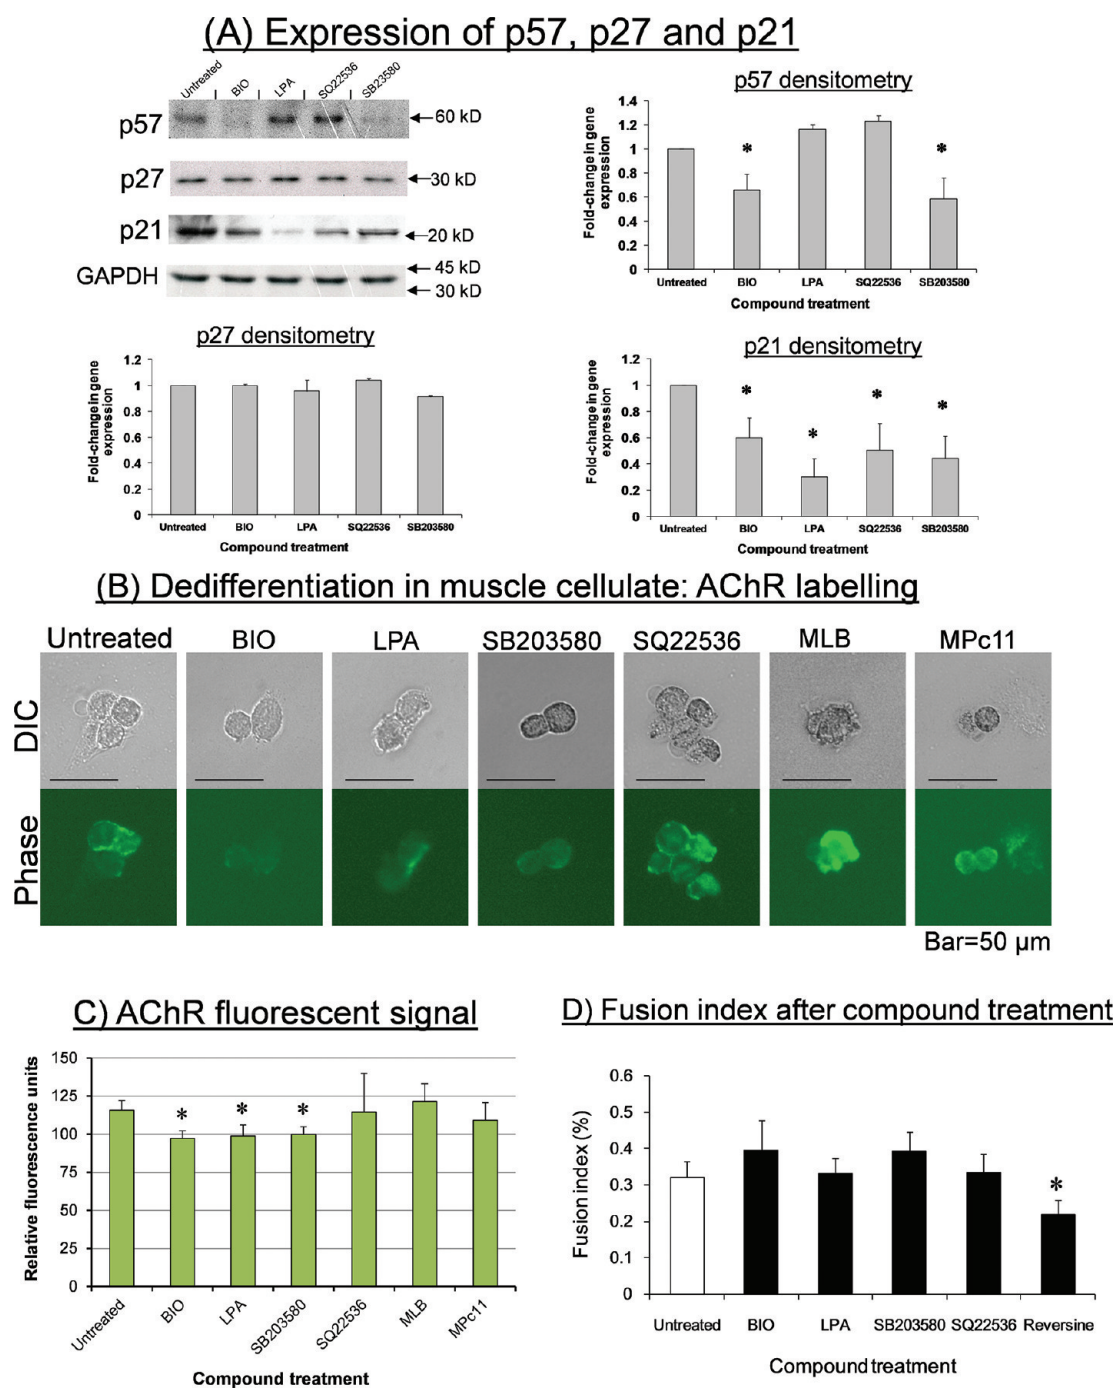 (A) Expression of p57, p27 and p21
Untreated BIO LPA SQ22536 SB23580
p57 60 kD
p27 30 kD
p21 20 kD
GAPDH 45 kD
30 kD
p57 densitometry
Fold-change in gene expression
1.4
1.2
1
0.8
0.6
0.4
0.2
0
* *
Untreated BIO LPA SQ22536 SB203580
Compound treatment
p27 densitometry
Fold-change in gene expression
1.2
1
0.8
0.6
0.4
0.2
0
Untreated BIO LPA SQ22536 SB203580
Compound treatment
p21 densitometry
Fold-change in gene expression
1.2
1
0.8
0.6
0.4
0.2
0
* * * *
Untreated BIO LPA SQ22536 SB203580
Compound treatment
(B) Dedifferentiation in muscle cellulate: AChR labelling
Untreated BIO LPA SB203580 SQ22536 MLB MPc11
DIC
Phase
Bar=50 μm
C) AChR fluorescent signal
Relative fluorescence units
150
125
100
75
50
25
0
* * *
Untreated BIO LPA SB203580 SQ22536 MLB MPc11
Compound treatment
D) Fusion index after compound treatment
Fusion index (%)
0.6
0.5
0.4
0.3
0.2
0.1
0
*
Untreated BIO LPA SB203580 SQ22536 Reversine
Compound treatment